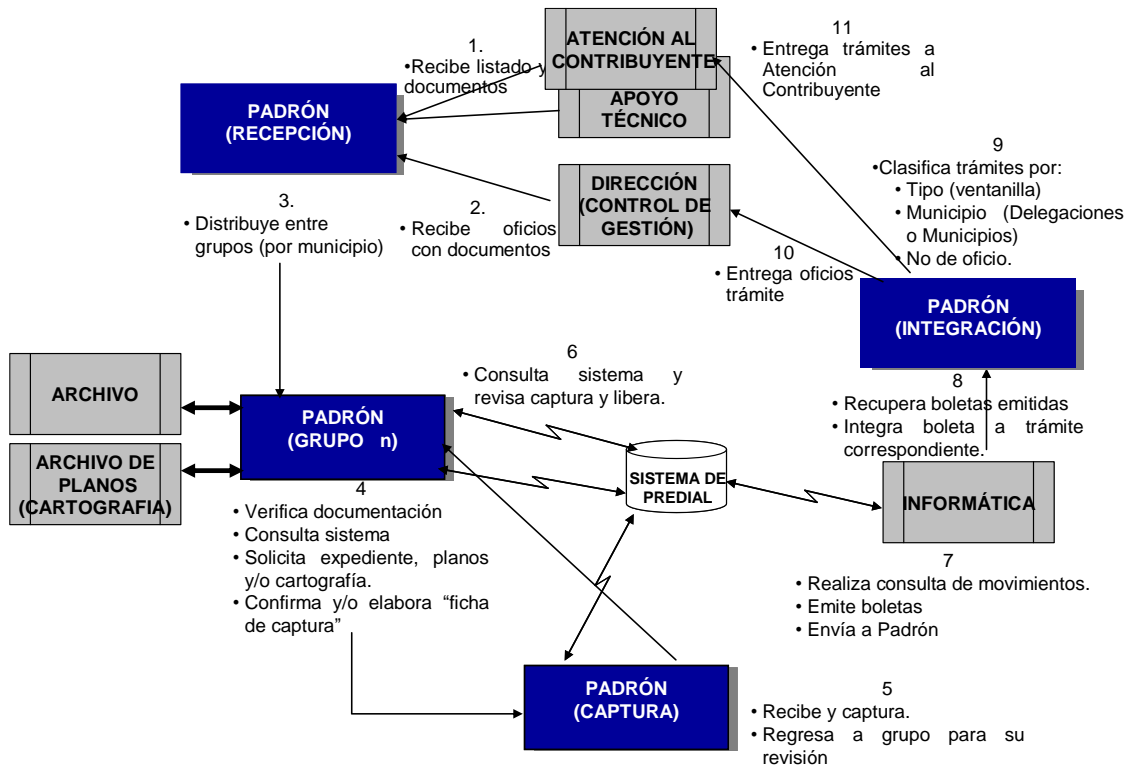 ATENCIÓN AL
CONTRIBUYENTE
APOYO
TÉCNICO
1.
•Recibe listado y
documentos
11
• Entrega trámites a
Atención al
Contribuyente
PADRÓN
(RECEPCIÓN)
DIRECCIÓN
(CONTROL DE
GESTIÓN)
9
•Clasifica trámites por:
• Tipo (ventanilla)
• Municipio (Delegaciones
o Municipios)
• No de oficio.
3.
• Distribuye entre
grupos (por municipio)
2.
• Recibe oficios
con documentos
10
• Entrega oficios
trámite
PADRÓN
(INTEGRACIÓN)
ARCHIVO
ARCHIVO DE
PLANOS
(CARTOGRAFIA)
PADRÓN
(GRUPO n)
6
• Consulta sistema y
revisa captura y libera.
8
• Recupera boletas emitidas
• Integra boleta a trámite
correspondiente.
SISTEMA DE
PREDIAL
INFORMÁTICA
4
• Verifica documentación
• Consulta sistema
• Solicita expediente, planos
y/o cartografía.
• Confirma y/o elabora “ficha
de captura”
7
• Realiza consulta de movimientos.
• Emite boletas
• Envía a Padrón
PADRÓN
(CAPTURA)
5
• Recibe y captura.
• Regresa a grupo para su
revisión